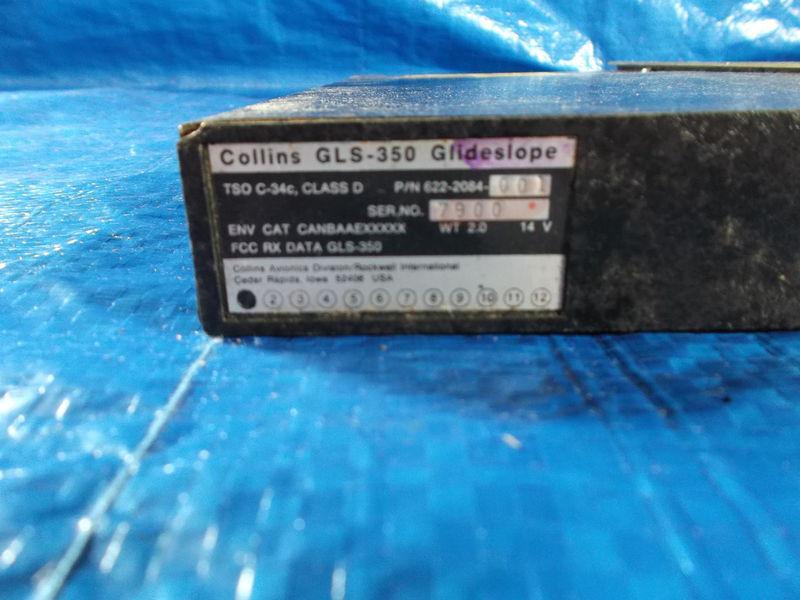 Collins GLS-350 Glideslope
TSO C-34c, CLASS D P/N 622-2084-001
SER.NO. 7900 *
ENV CAT CANBAAEXXXXX WT 2.0 14 V
FCC RX DATA GLS-350
Collins Avionics Division/Rockwell International
Cedar Rapids, Iowa 52406 USA
2 3 4 5 6 7 8 9 10 11 12